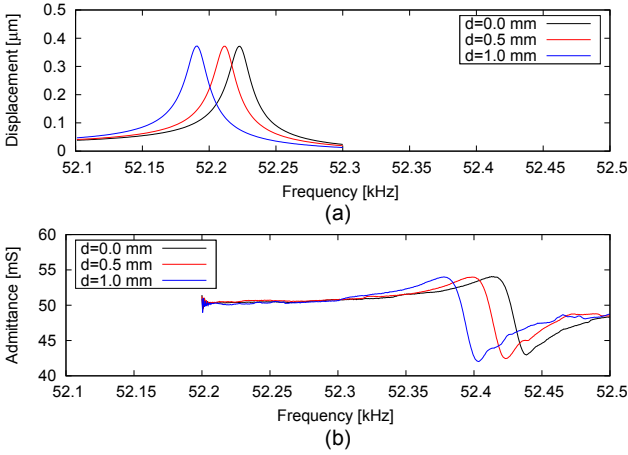 0.5
0.4
0.3
0.2
0.1
0
Displacement [μm]
d=0.0 mm
d=0.5 mm
d=1.0 mm
52.1 52.15 52.2 52.25 52.3 52.35 52.4 52.45 52.5
Frequency [kHz]
(a)
60
55
50
45
40
Admittance [mS]
d=0.0 mm
d=0.5 mm
d=1.0 mm
52.1 52.15 52.2 52.25 52.3 52.35 52.4 52.45 52.5
Frequency [kHz]
(b)